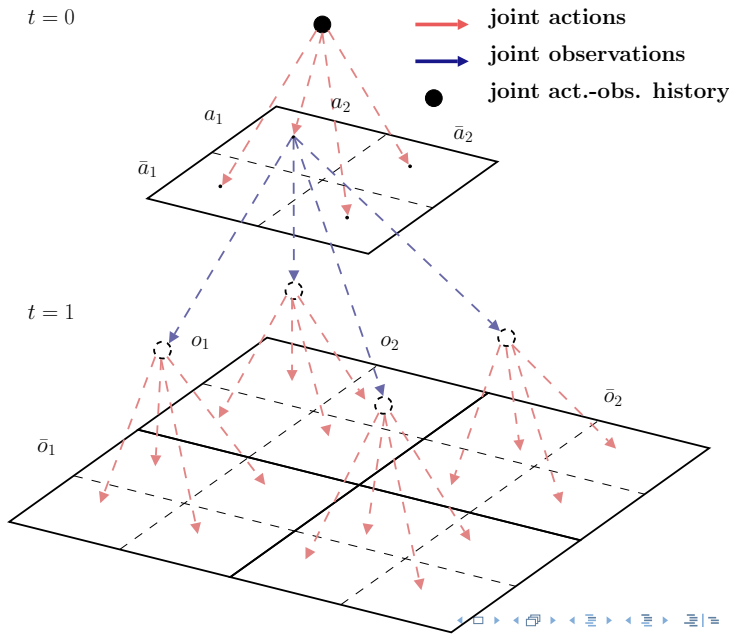 t = 0
joint actions
joint observations
joint act.-obs. history
a₁
a₂
ā₁
ā₂
t = 1
o₁
o₂
ō₁
ō₂